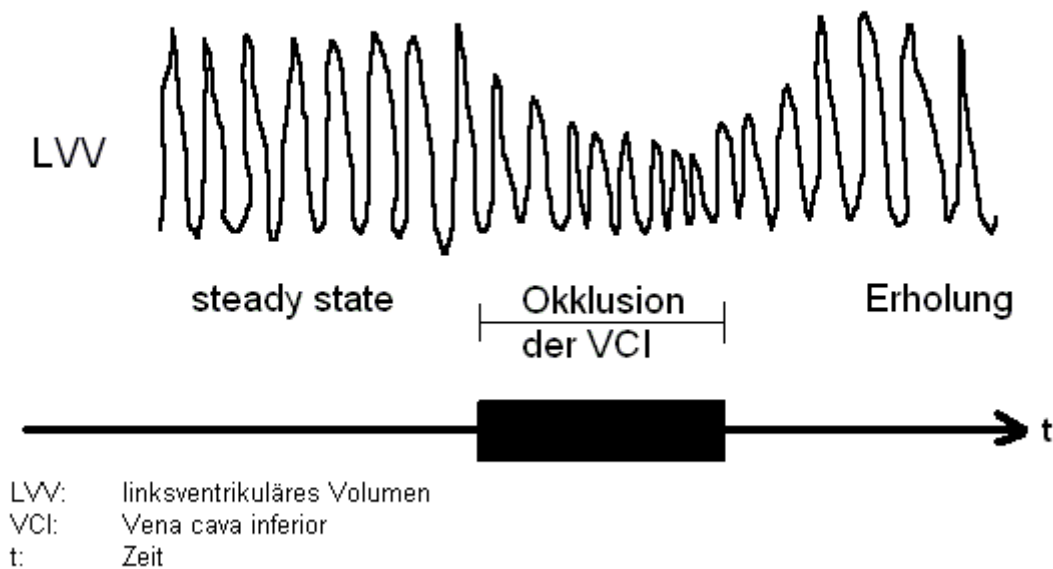 LVV
steady state
Okklusion
der VCI
Erholung
t
LVV: linksventrikuläres Volumen
VCI: Vena cava inferior
t: Zeit